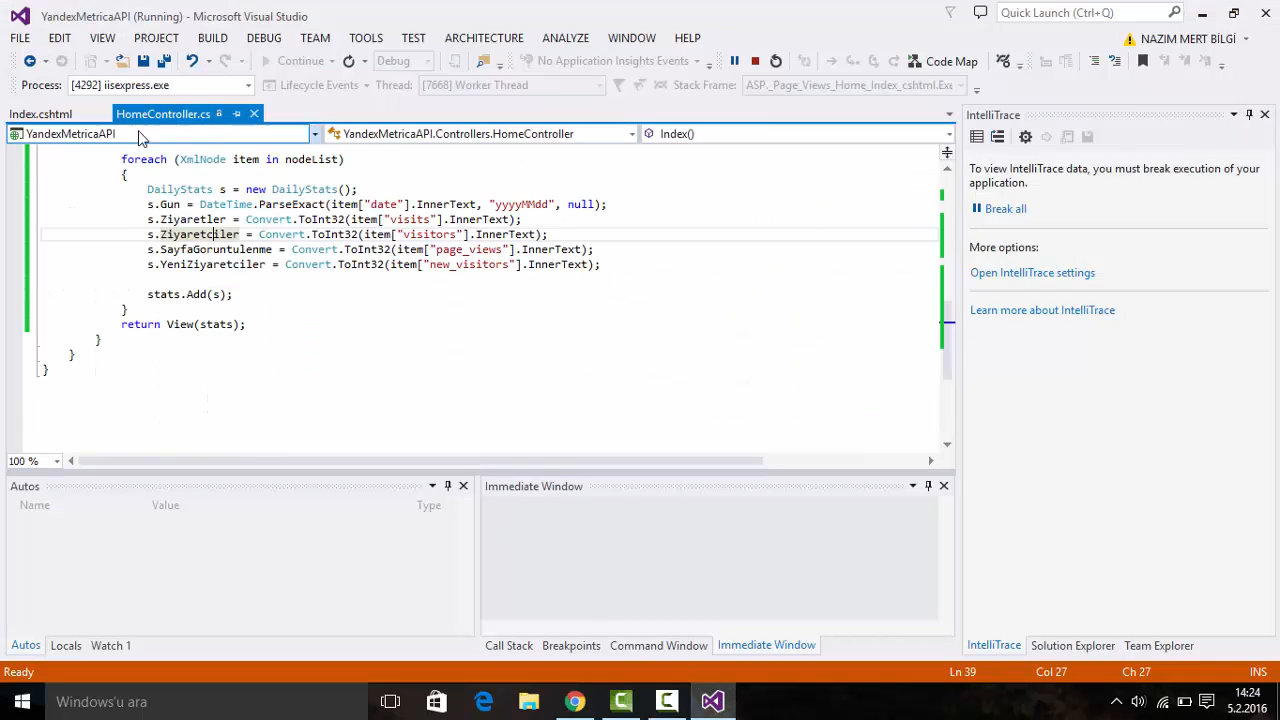 YandexMetricaAPI (Running) - Microsoft Visual Studio
Quick Launch (Ctrl+Q)
FILE EDIT VIEW PROJECT BUILD DEBUG TEAM TOOLS TEST ARCHITECTURE ANALYZE WINDOW HELP
NAZIM MERT BİLGİ
Continue Debug No Application Insights Events Code Map
Process: [4292] iisexpress.exe Lifecycle Events Thread: [7668] Worker Thread Stack Frame: ASP._Page_Views_Home_Index_cshtml.Exe
Index.cshtml HomeController.cs
YandexMetricaAPI YandexMetricaAPI.Controllers.HomeController Index()
foreach (XmlNode item in nodeList)
{
DailyStats s = new DailyStats();
s.Gun = DateTime.ParseExact(item["date"].InnerText, "yyyyMMdd", null);
s.Ziyaretler = Convert.ToInt32(item["visits"].InnerText);
s.Ziyaretciler = Convert.ToInt32(item["visitors"].InnerText);
s.SayfaGoruntulenme = Convert.ToInt32(item["page_views"].InnerText);
s.YeniZiyaretciler = Convert.ToInt32(item["new_visitors"].InnerText);
stats.Add(s);
}
return View(stats);
}
}
}
100 %
IntelliTrace
To view IntelliTrace data, you must break execution of your
application.
Break all
More options:
Open IntelliTrace settings
Learn more about IntelliTrace
Autos
Name Value Type
Immediate Window
Autos Locals Watch 1
Call Stack Breakpoints Command Window Immediate Window
IntelliTrace Solution Explorer Team Explorer
Ready Ln 39 Col 27 Ch 27 INS
Windows'u ara
14:24
5.2.2016